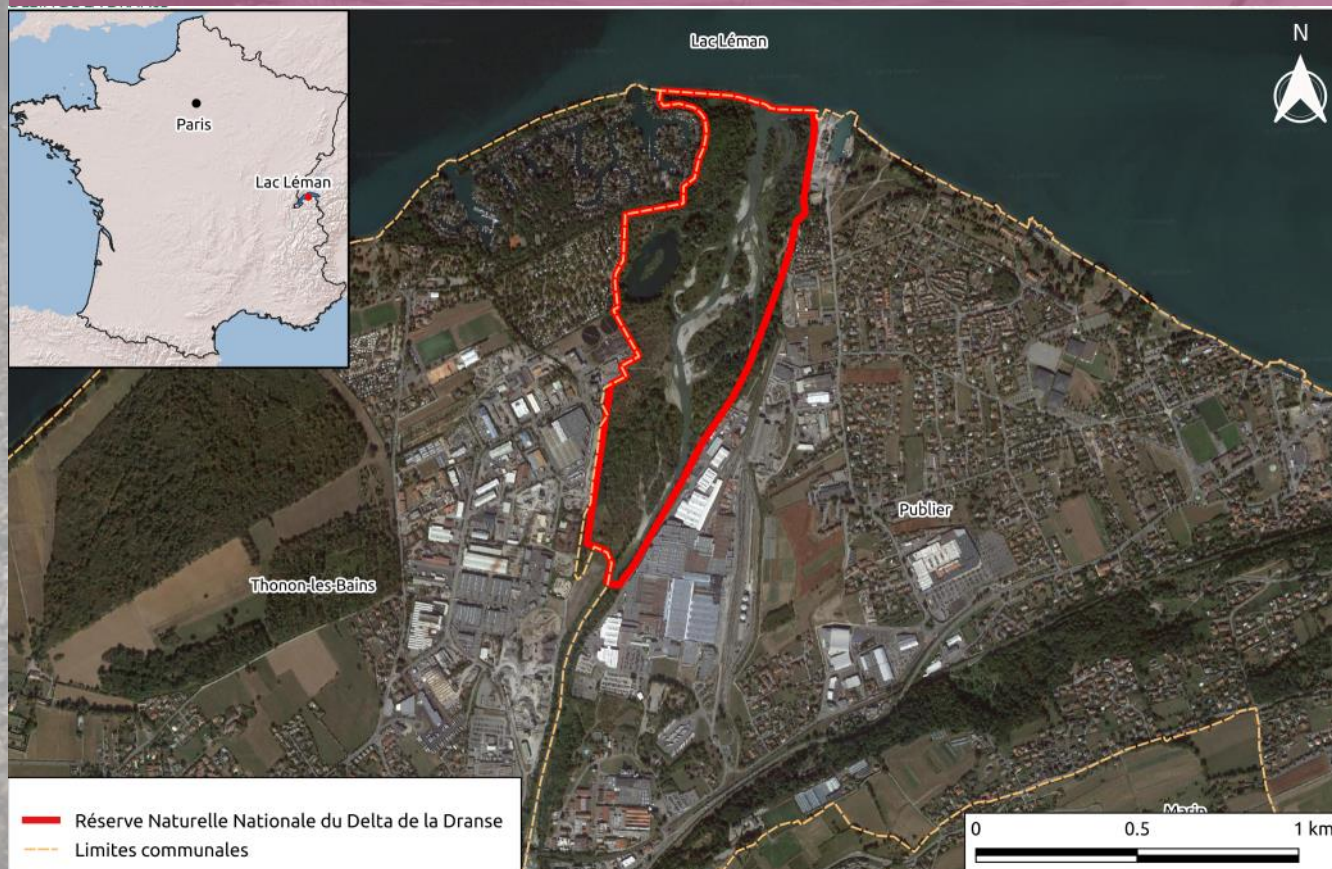 Lac Léman
N
Paris
Lac Léman
Publier
Thonon-les-Bains
Réserve Naturelle Nationale du Delta de la Dranse
Limites communales
Marin
0 0.5 1 km